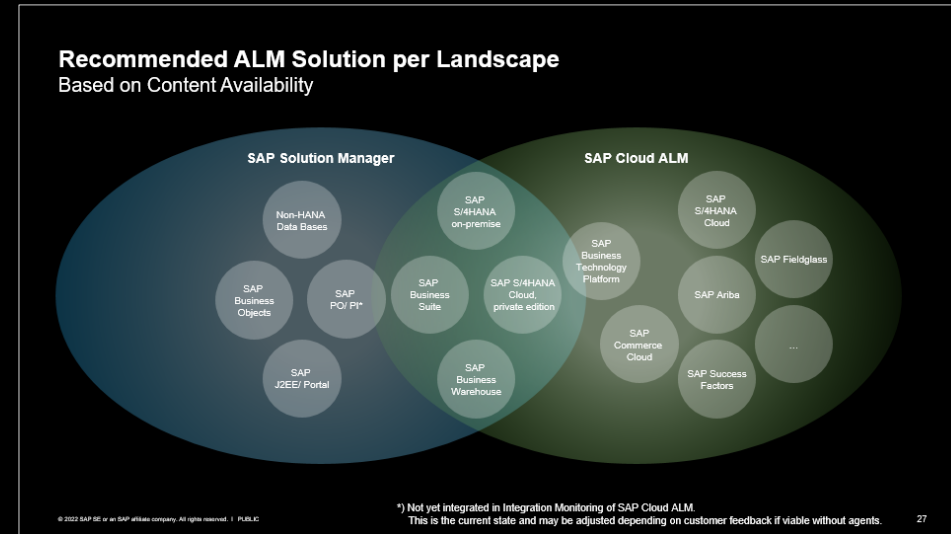 Recommended ALM Solution per Landscape
Based on Content Availability
SAP Solution Manager
SAP Cloud ALM
Non-HANA
Data Bases
SAP
Business
Objects
SAP
PO/ PI*
SAP
J2EE/ Portal
SAP
S/4HANA
on-premise
SAP
Business
Suite
SAP S/4HANA
Cloud,
private edition
SAP
Business
Warehouse
SAP
Business
Technology
Platform
SAP
Commerce
Cloud
SAP
S/4HANA
Cloud
SAP Fieldglass
SAP Ariba
...
SAP Success
Factors
*) Not yet integrated in Integration Monitoring of SAP Cloud ALM.
This is the current state and may be adjusted depending on customer feedback if viable without agents.
© 2022 SAP SE or an SAP affiliate company. All rights reserved. I PUBLIC
27